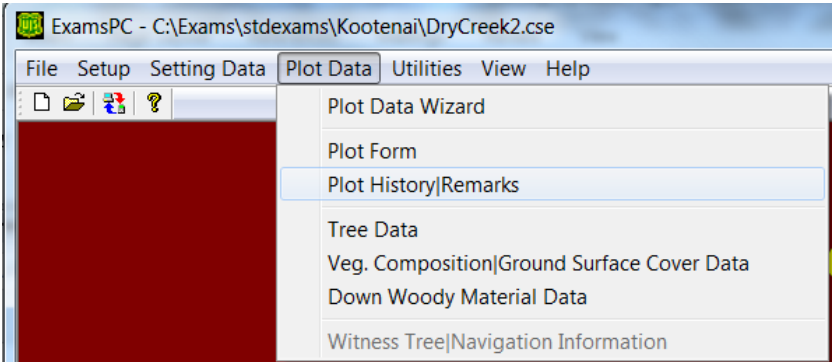 ExamsPC - C:\Exams\stdexams\Kootenai\DryCreek2.cse
File Setup Setting Data Plot Data Utilities View Help
Plot Data Wizard
Plot Form
Plot History|Remarks
Tree Data
Veg. Composition|Ground Surface Cover Data
Down Woody Material Data
Witness Tree|Navigation Information